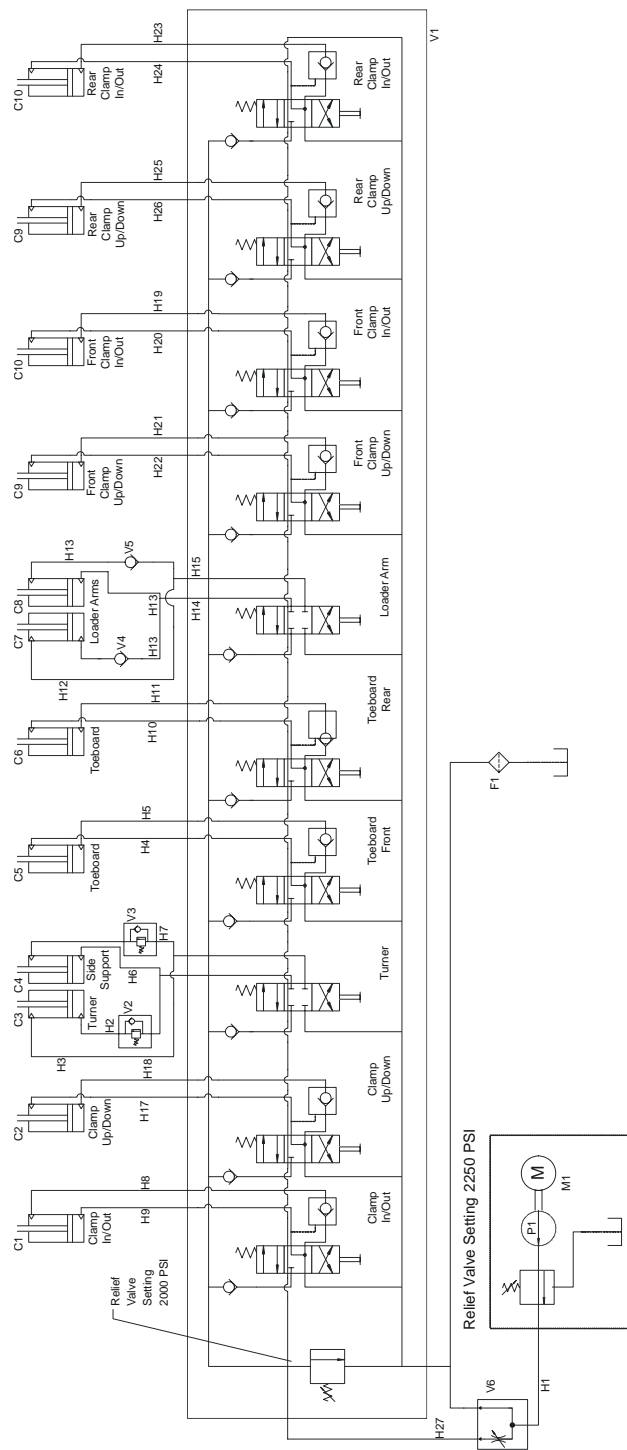 C1
C2
C3
C4
C5
C6
C7
C8
C9
C10
C9
C10
Clamp
In/Out
Clamp
Up/Down
Turner
Side
Support
Toeboard
Toeboard
Loader Arms
Front
Clamp
Up/Down
Front
Clamp
In/Out
Rear
Clamp
Up/Down
Rear
Clamp
In/Out
H3
H2
V2
H6
V3
H7
H12
V4
H13
H13
H13
V5
H9
H8
H17
H18
H4
H5
H10
H11
H14
H15
H22
H21
H20
H19
H26
H25
H24
H23
Relief
Valve
Setting
2000 PSI
Clamp
In/Out
Clamp
Up/Down
Turner
Toeboard
Front
Toeboard
Rear
Loader Arm
Front
Clamp
Up/Down
Front
Clamp
In/Out
Rear
Clamp
Up/Down
Rear
Clamp
In/Out
V1
H27
V6
H1
Relief Valve Setting 2250 PSI
P1
M
M1
F1